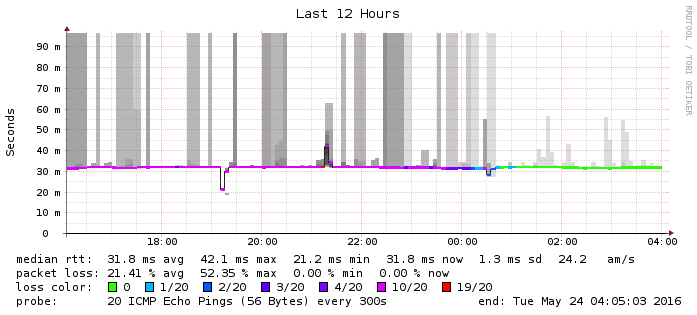 Last 12 Hours
RRDTOOL / TOBI OETIKER
Seconds
90 m
80 m
70 m
60 m
50 m
40 m
30 m
20 m
10 m
0
18:00 20:00 22:00 00:00 02:00 04:00
median rtt: 31.8 ms avg 42.1 ms max 21.2 ms min 31.8 ms now 1.3 ms sd 24.2 am/s
packet loss: 21.41 % avg 52.35 % max 0.00 % min 0.00 % now
loss color: 0 1/20 2/20 3/20 4/20 10/20 19/20
probe: 20 ICMP Echo Pings (56 Bytes) every 300s end: Tue May 24 04:05:03 2016